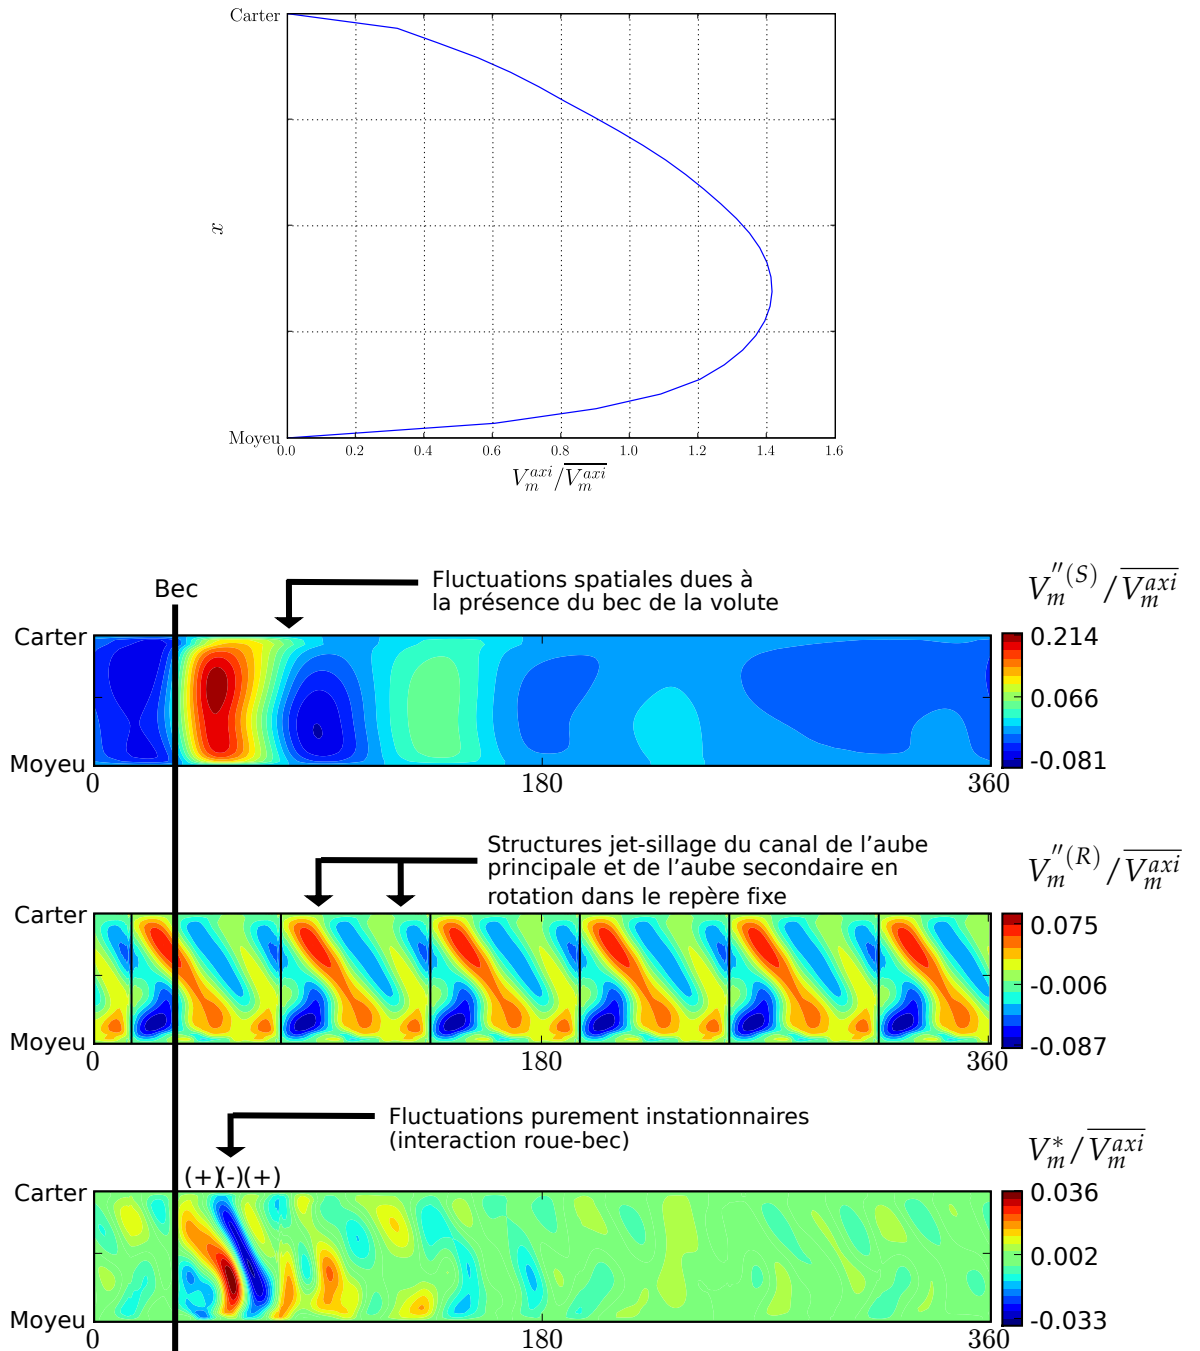 Carter
x
Moyeu
0.0 0.2 0.4 0.6 0.8 1.0 1.2 1.4 1.6
V_m^{axi}/\overline{V_m^{axi}}
Bec
Fluctuations spatiales dues à
la présence du bec de la volute
V_m^{''(S)}/\overline{V_m^{axi}}
Carter
0.214
0.066
-0.081
Moyeu
0 180 360
Structures jet-sillage du canal de l'aube
principale et de l'aube secondaire en
rotation dans le repère fixe
V_m^{''(R)}/\overline{V_m^{axi}}
Carter
0.075
-0.006
-0.087
Moyeu
0 180 360
Fluctuations purement instationnaires
(interaction roue-bec)
V_m^*/\overline{V_m^{axi}}
(+)(-)(+)
Carter
0.036
0.002
-0.033
Moyeu
0 180 360